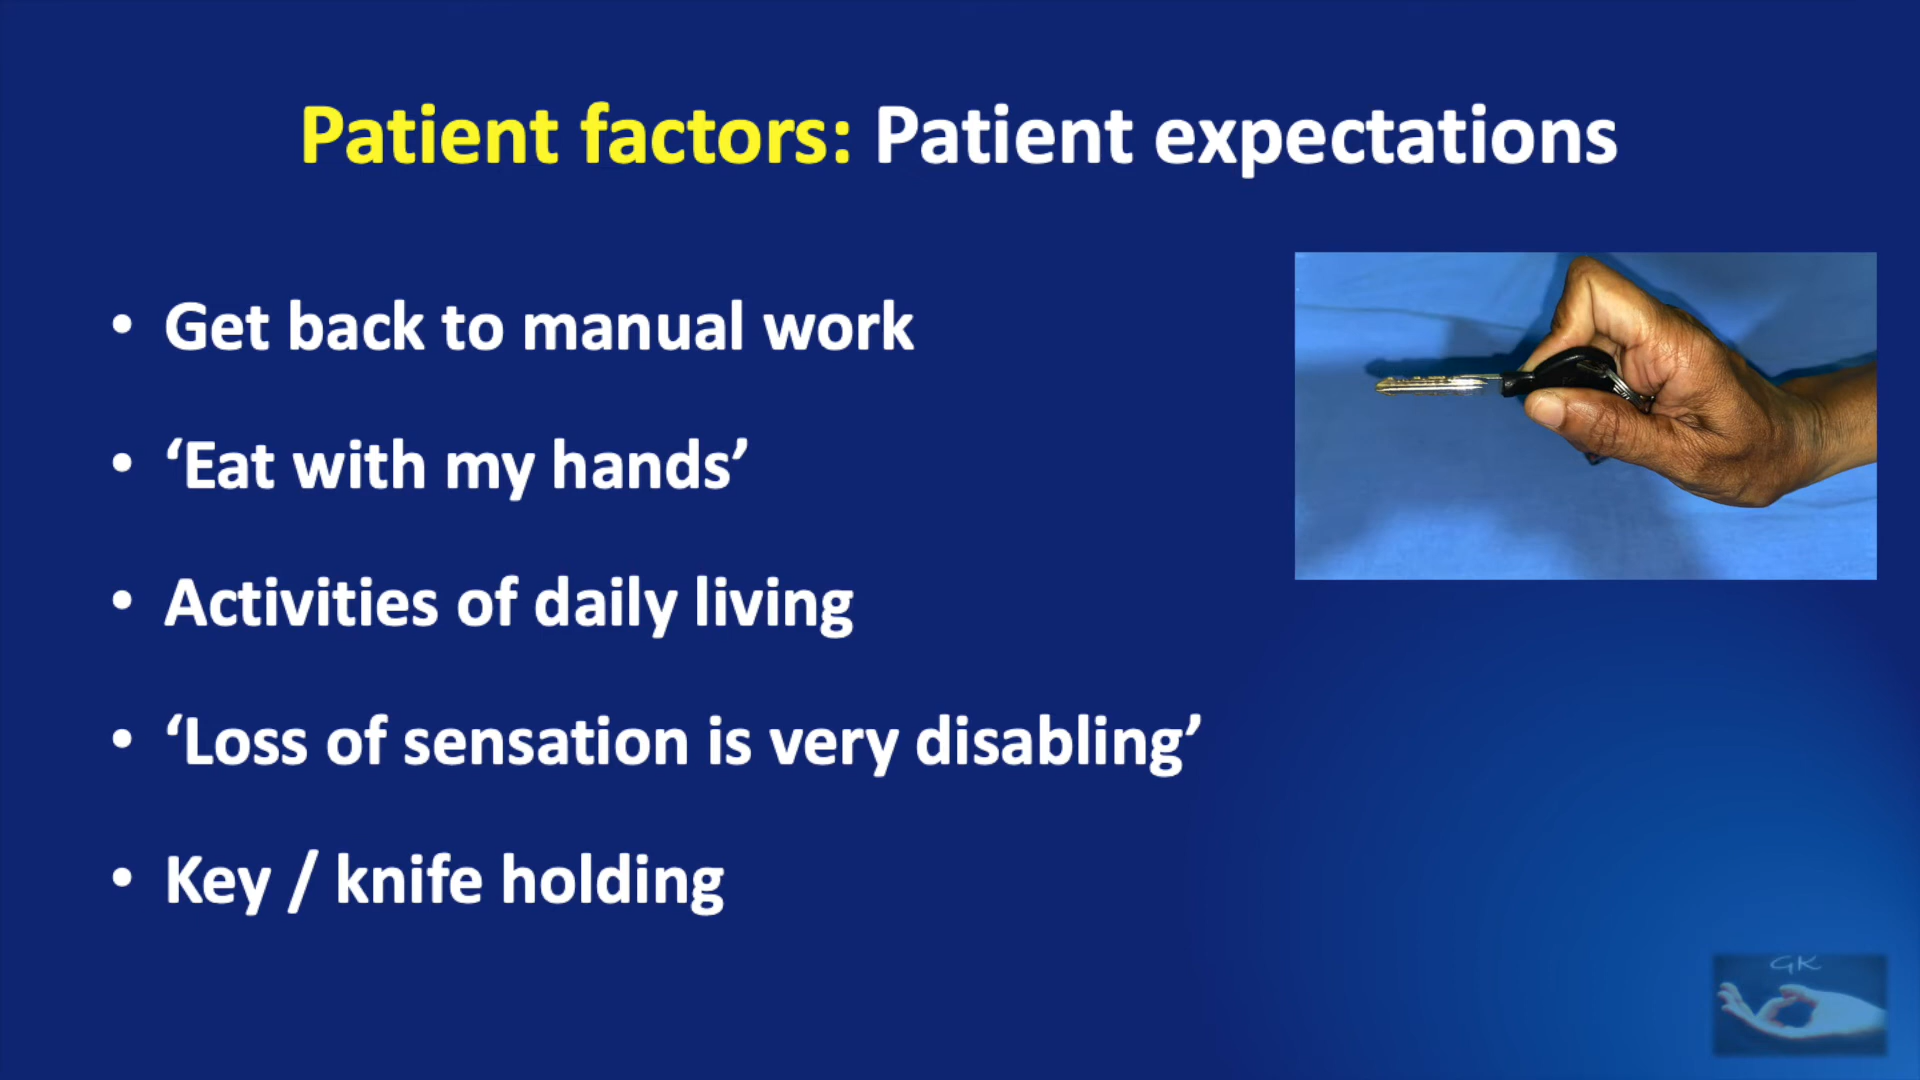 Patient factors: Patient expectations
• Get back to manual work
• ‘Eat with my hands’
• Activities of daily living
• ‘Loss of sensation is very disabling’
• Key / knife holding
GK